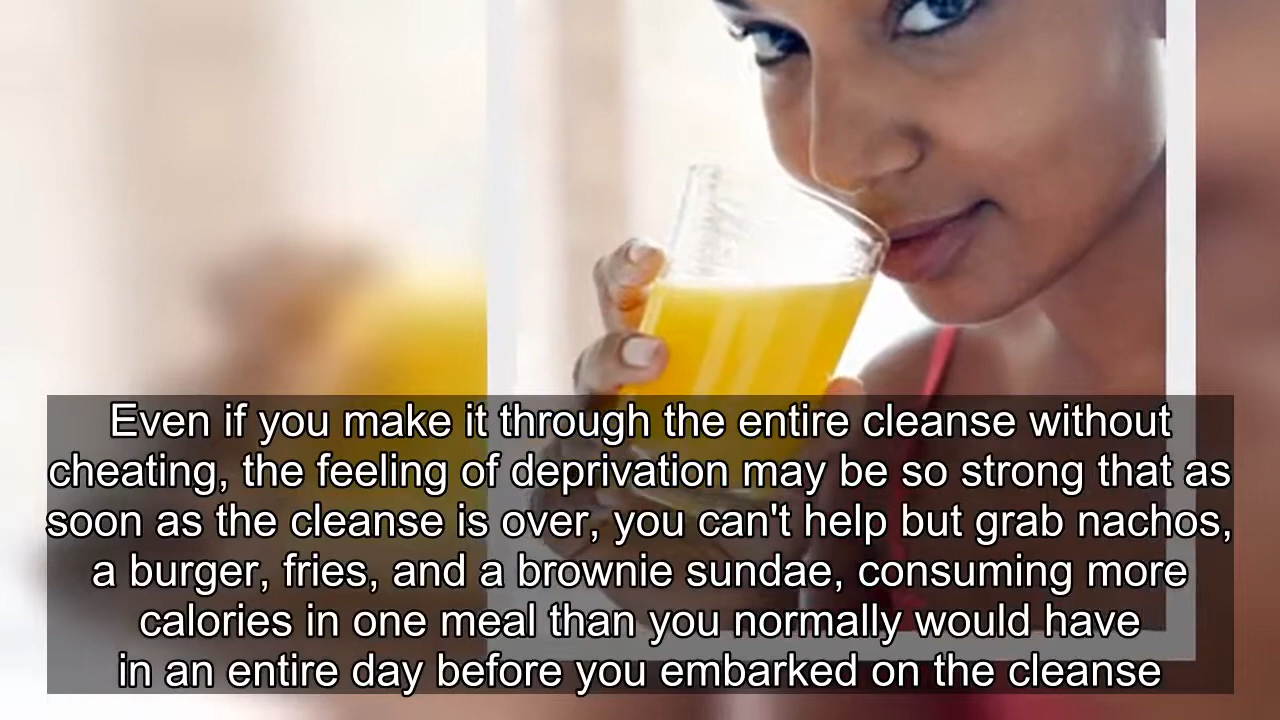 Even if you make it through the entire cleanse without
cheating, the feeling of deprivation may be so strong that as
soon as the cleanse is over, you can't help but grab nachos,
a burger, fries, and a brownie sundae, consuming more
calories in one meal than you normally would have
in an entire day before you embarked on the cleanse